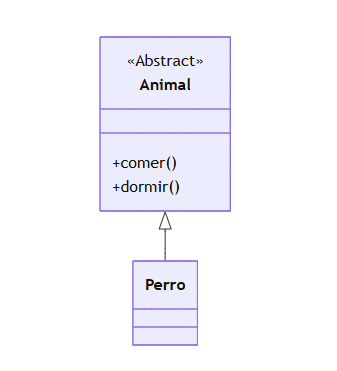 «Abstract»
Animal
+comer()
+dormir()
Perro